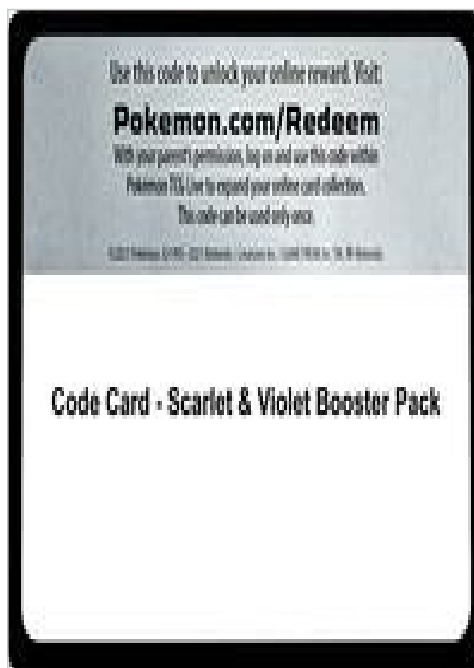 Use this code to unlock your online reward. Visit:
Pokemon.com/Redeem
With your parent's permission, log on and use this code within
Pokémon TCG Live to expand your online card collection.
This code can be used only once.
Code Card - Scarlet & Violet Booster Pack